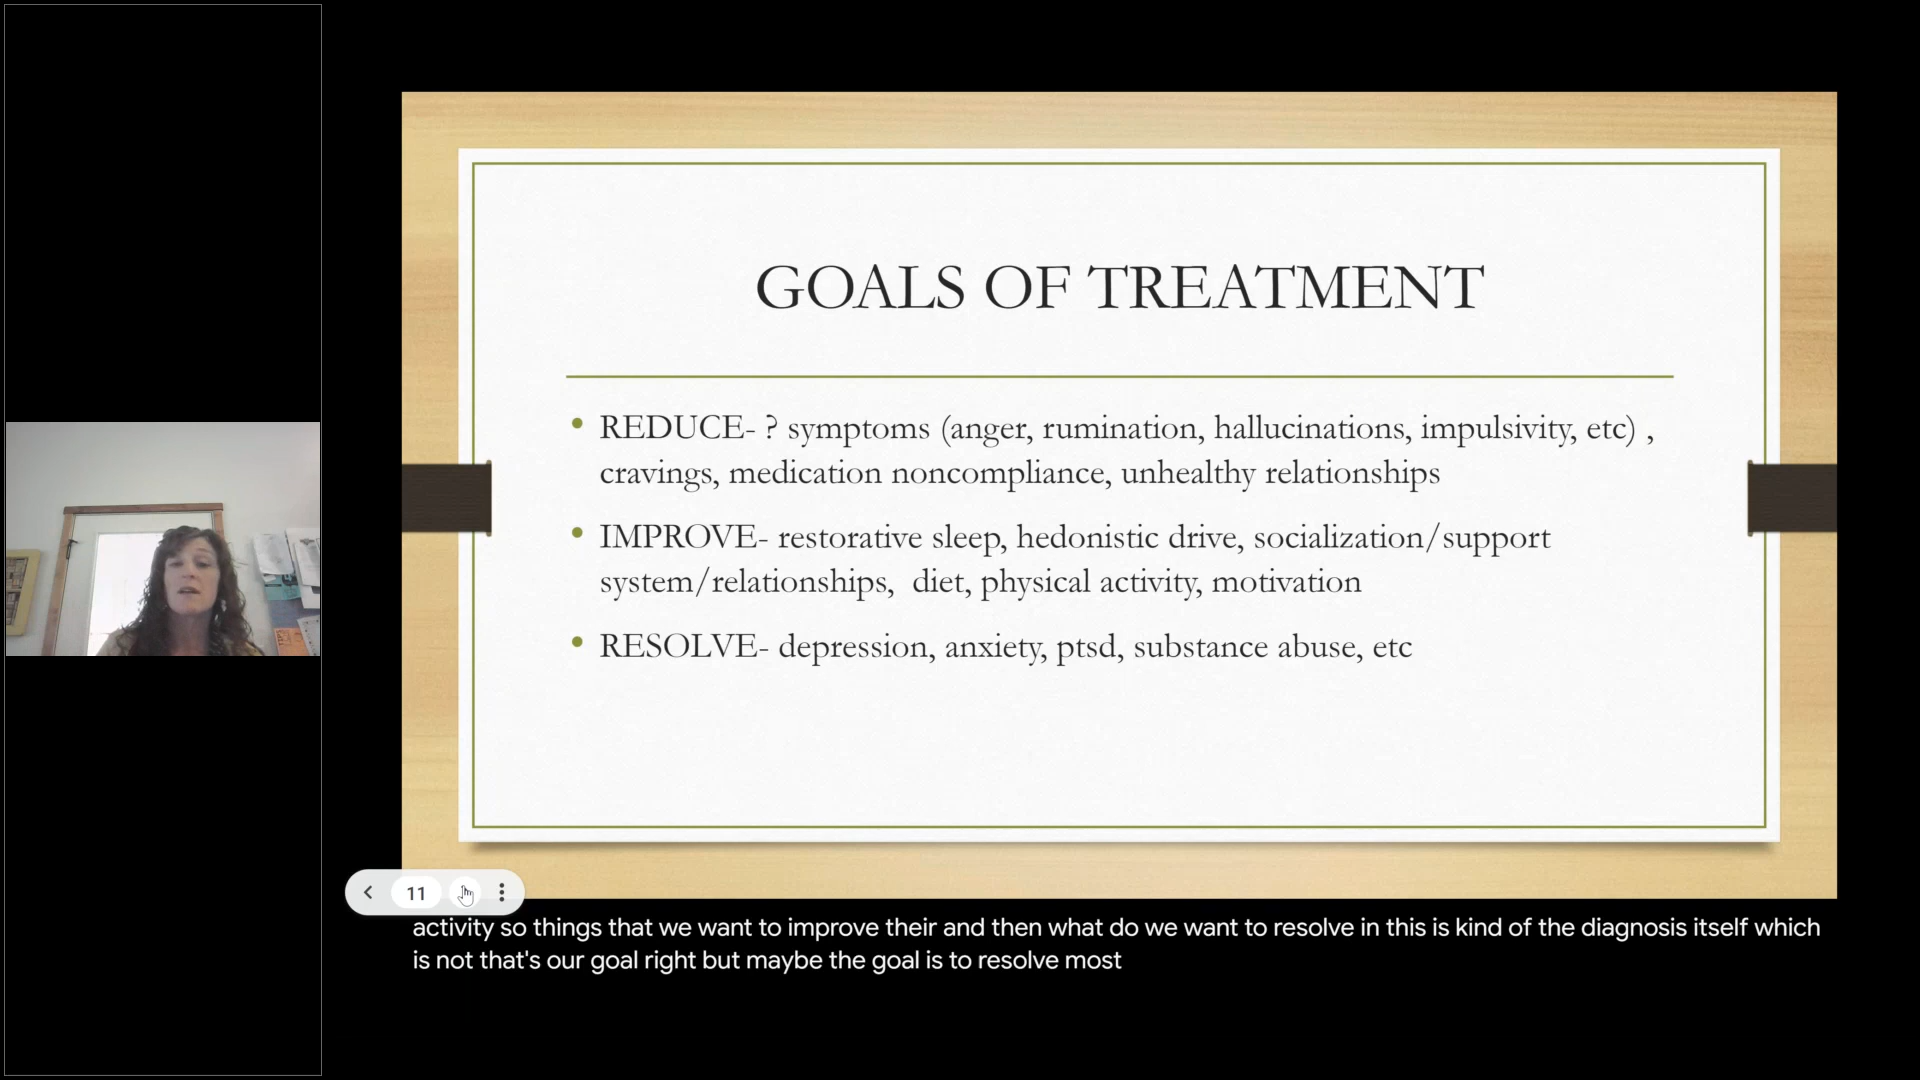 GOALS OF TREATMENT
• REDUCE- ? symptoms (anger, rumination, hallucinations, impulsivity, etc) ,
cravings, medication noncompliance, unhealthy relationships
• IMPROVE- restorative sleep, hedonistic drive, socialization/support
system/relationships,  diet, physical activity, motivation
• RESOLVE- depression, anxiety, ptsd, substance abuse, etc
11
activity so things that we want to improve their and then what do we want to resolve in this is kind of the diagnosis itself which
is not that's our goal right but maybe the goal is to resolve most